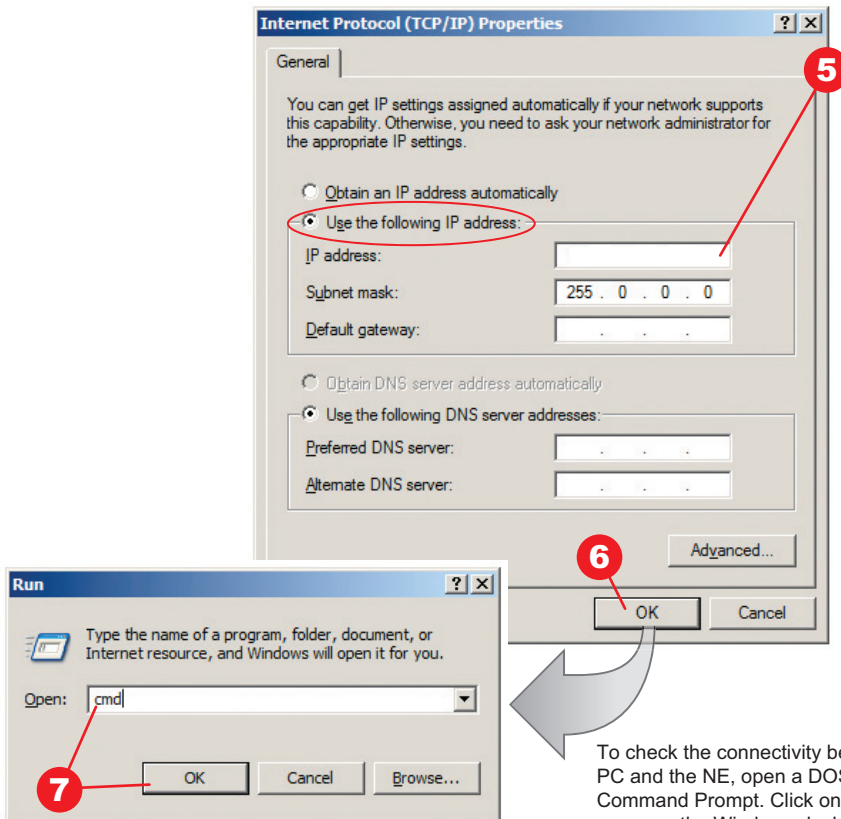 Internet Protocol (TCP/IP) Properties
General
5
You can get IP settings assigned automatically if your network supports
this capability. Otherwise, you need to ask your network administrator for
the appropriate IP settings.
Obtain an IP address automatically
Use the following IP address:
IP address:
Subnet mask: 255 . 0 . 0 . 0
Default gateway: . . .
Obtain DNS server address automatically
Use the following DNS server addresses:
Preferred DNS server: . . .
Alternate DNS server: . . .
Advanced...
6
OK Cancel
Run
Type the name of a program, folder, document, or
Internet resource, and Windows will open it for you.
Open: cmd
7
OK Cancel Browse...
To check the connectivity be
PC and the NE, open a DOS
Command Prompt. Click on